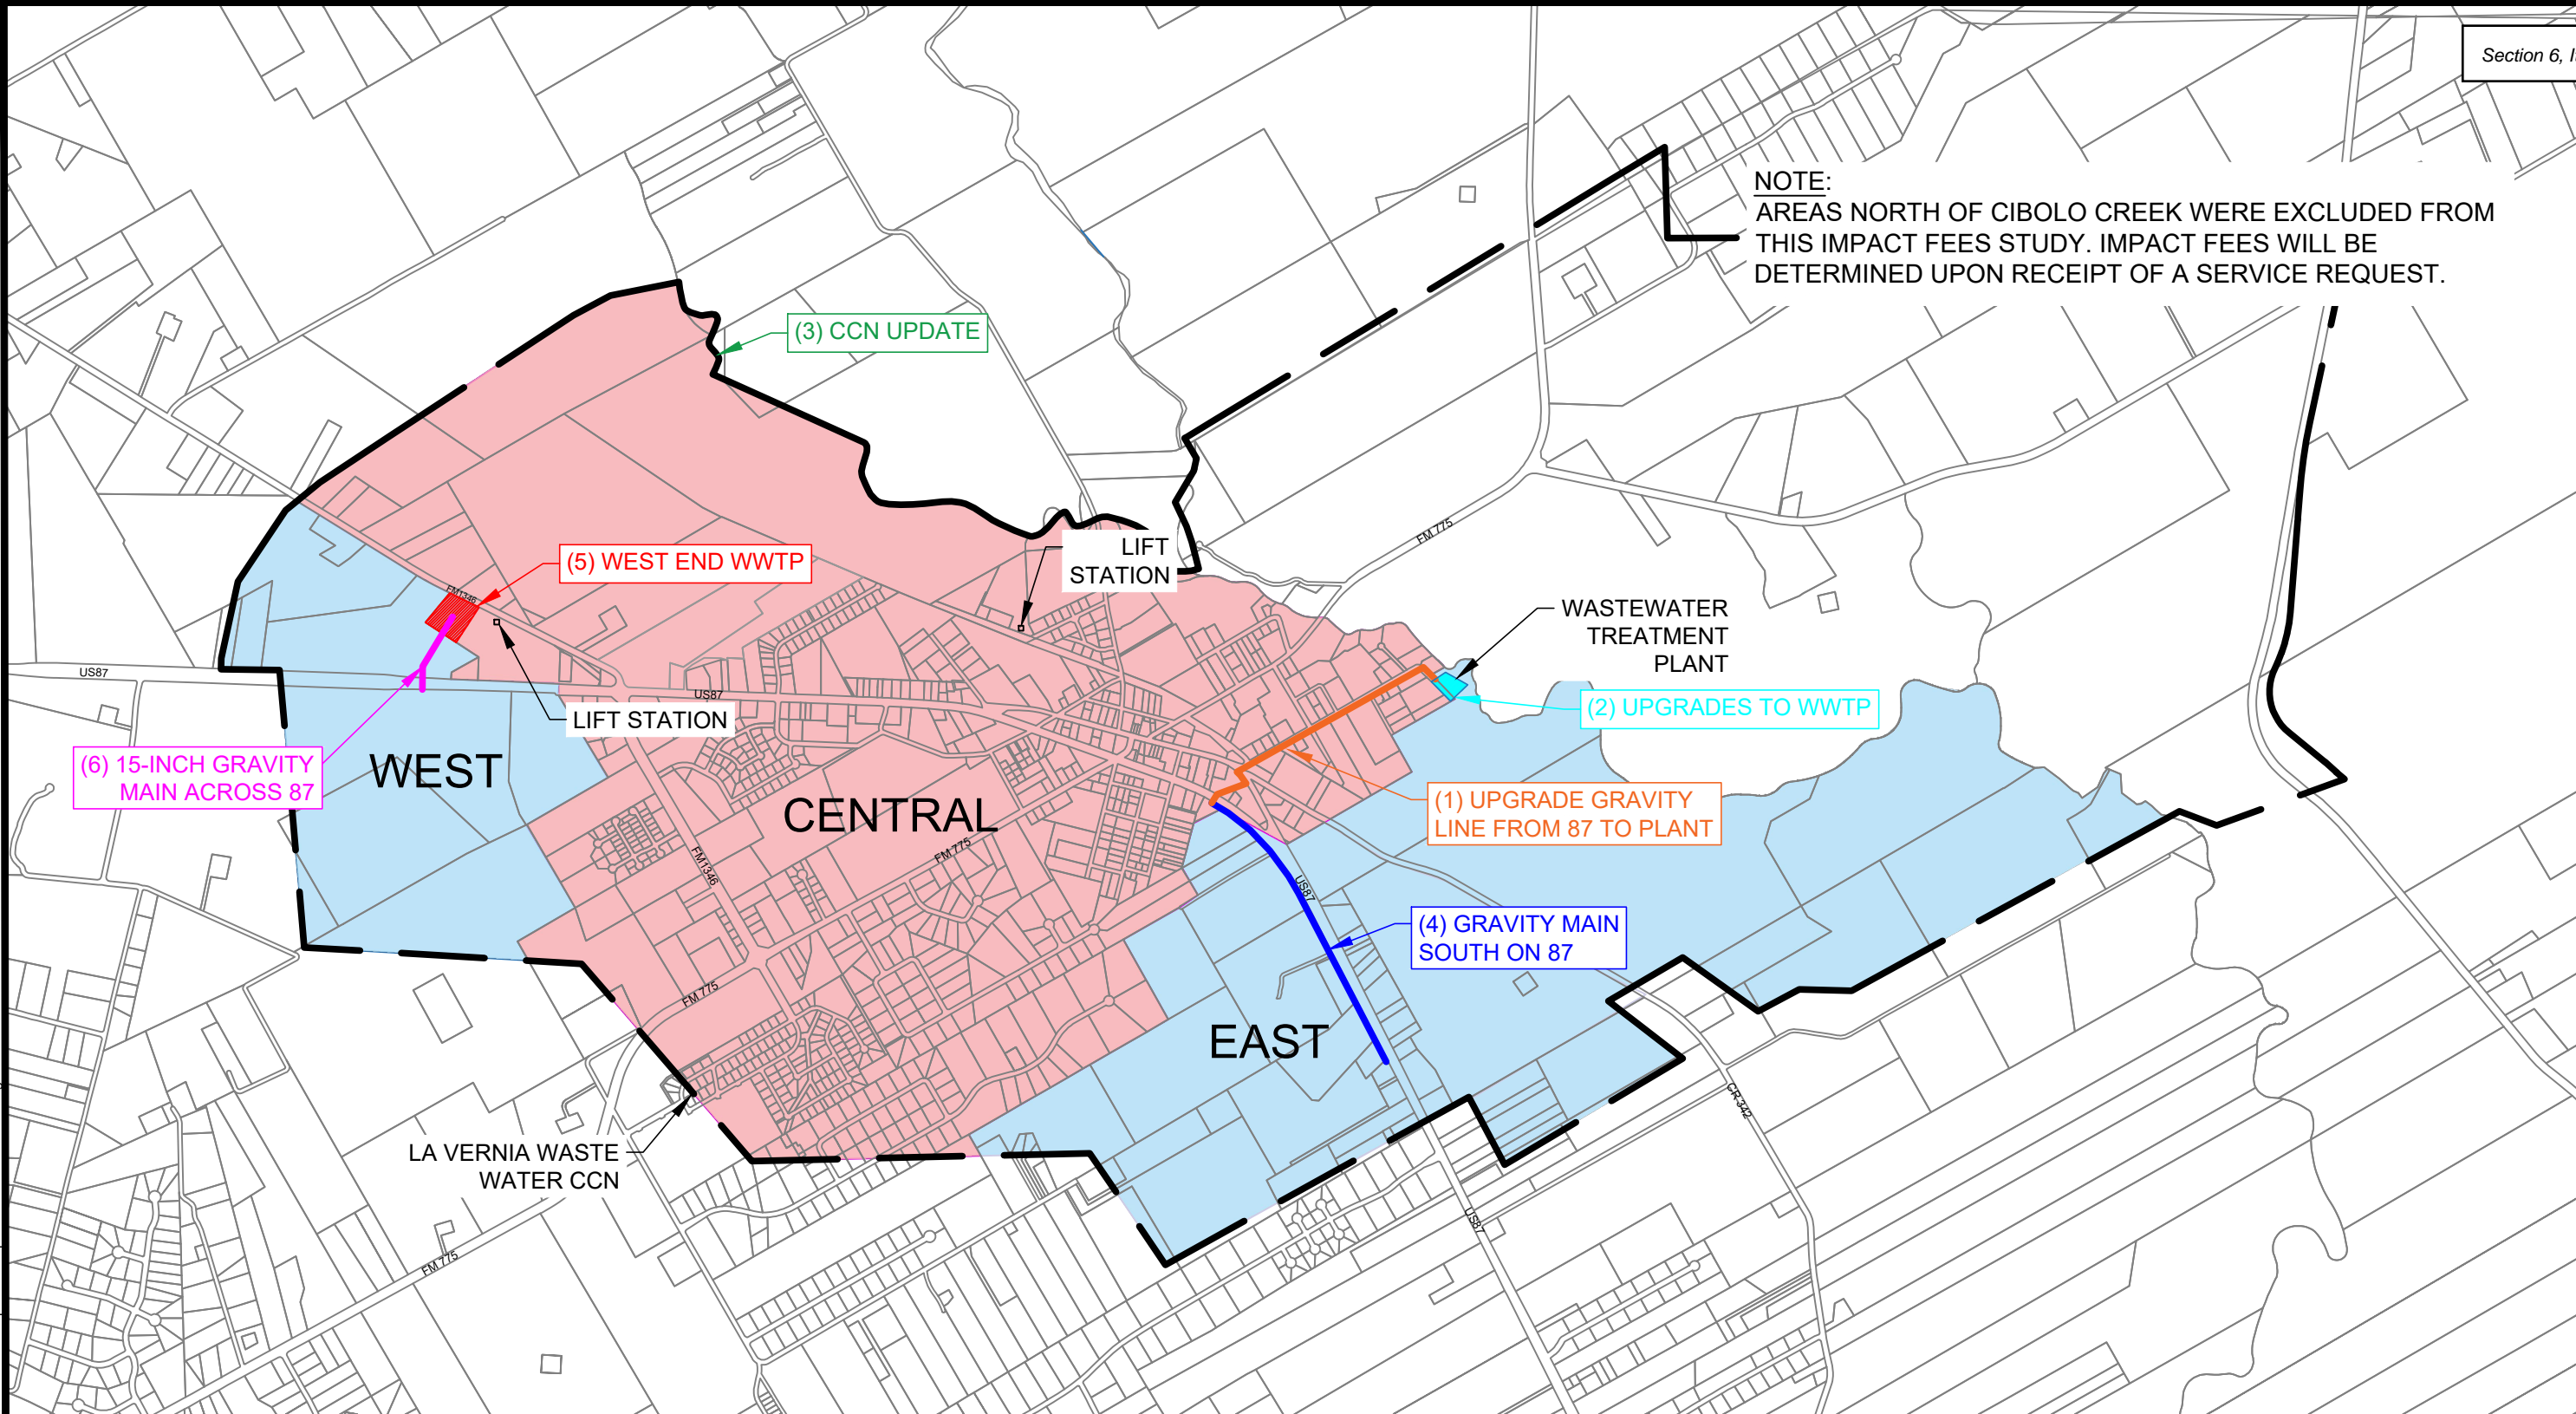 Section 6, I
NOTE:
AREAS NORTH OF CIBOLO CREEK WERE EXCLUDED FROM
THIS IMPACT FEES STUDY. IMPACT FEES WILL BE
DETERMINED UPON RECEIPT OF A SERVICE REQUEST.
(3) CCN UPDATE
FM 775
LIFT
STATION
(5) WEST END WWTP
FM1346
WASTEWATER
TREATMENT
PLANT
US87
US87
(2) UPGRADES TO WWTP
LIFT STATION
(6) 15-INCH GRAVITY
MAIN ACROSS 87
WEST
CENTRAL
(1) UPGRADE GRAVITY
LINE FROM 87 TO PLANT
FM 775
FM1346
US87
(4) GRAVITY MAIN
SOUTH ON 87
FM 775
EAST
CR 342
LA VERNIA WASTE
WATER CCN
US87
FM 775